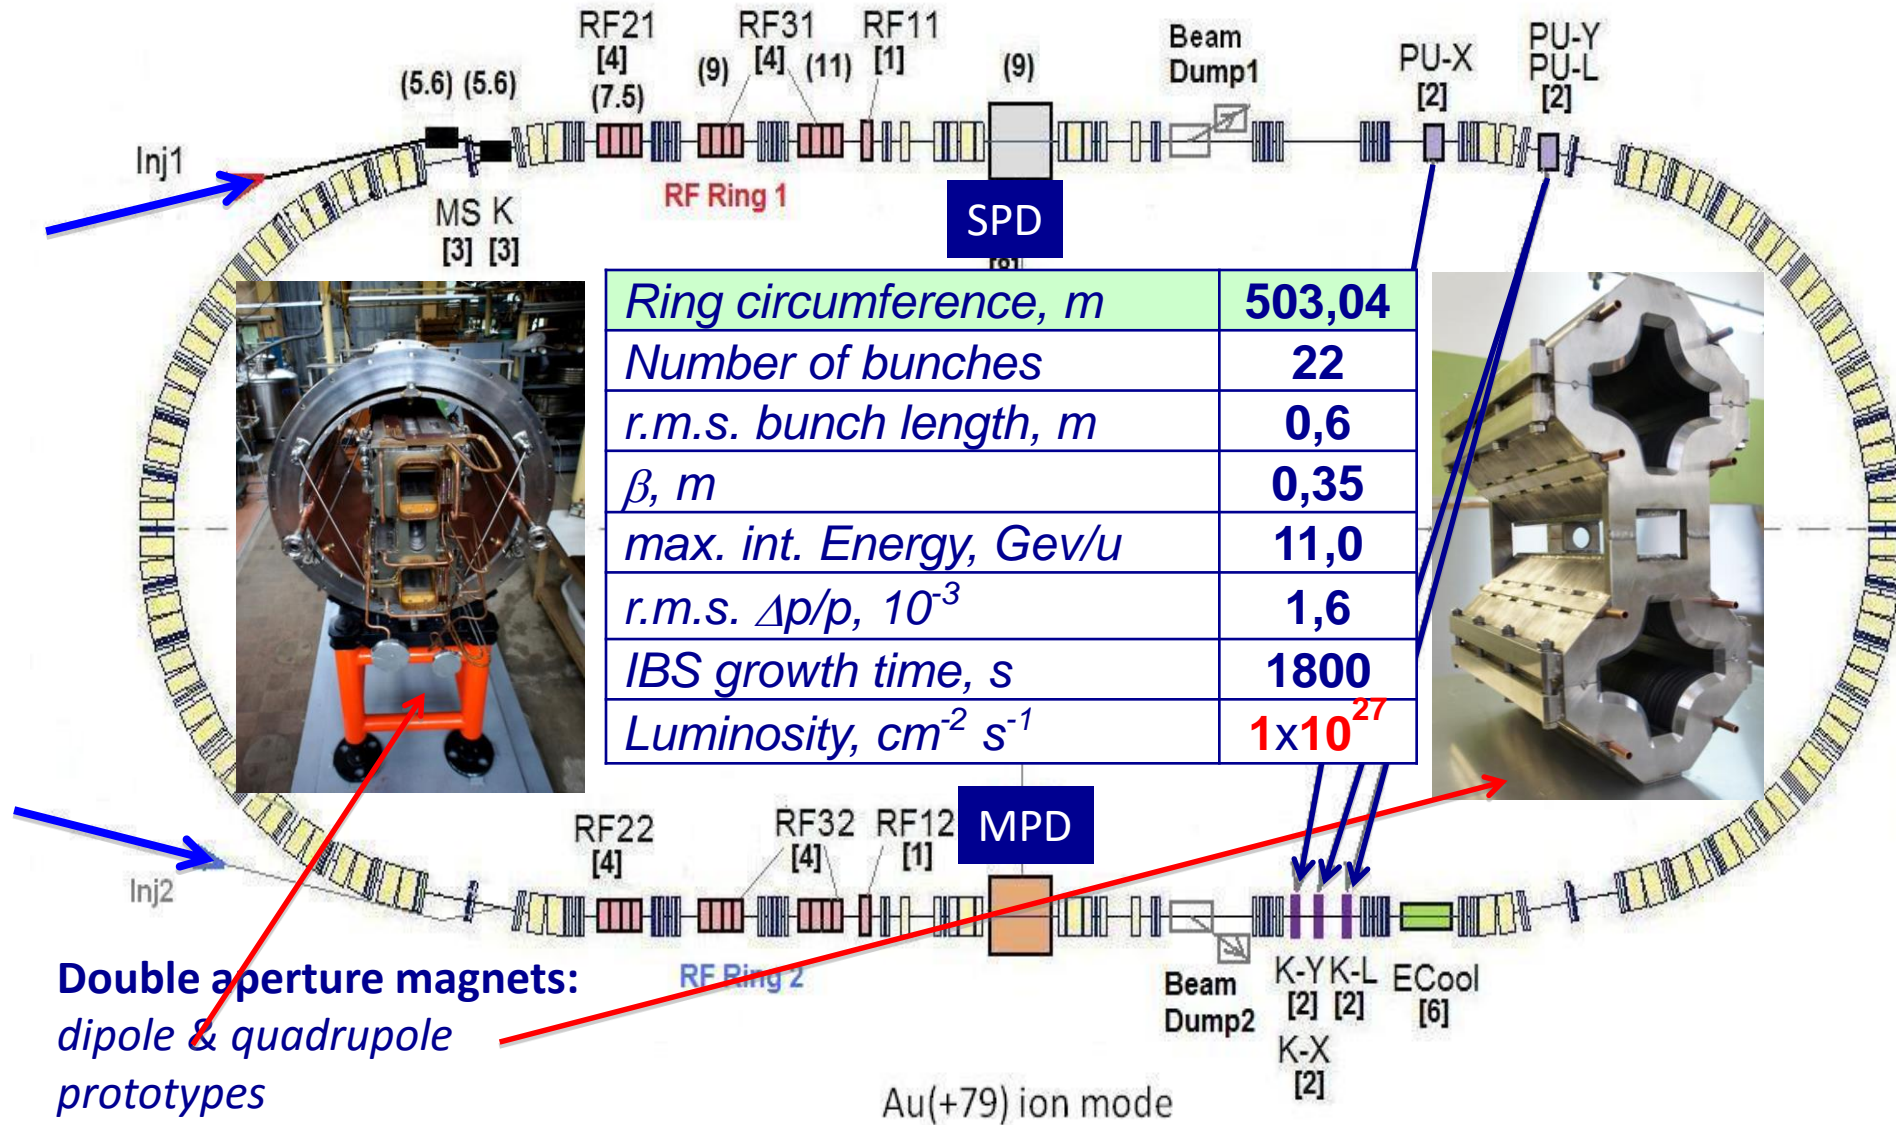 RF21
[4]
(7.5)
RF31
(9) [4] (11)
RF11
[1]
(9)
Beam
Dump1
PU-X
[2]
PU-Y
PU-L
[2]
(5.6) (5.6)
Inj1
MS K
[3] [3]
RF Ring 1
SPD
Ring circumference, m 503,04
Number of bunches 22
r.m.s. bunch length, m 0,6
β, m 0,35
max. int. Energy, Gev/u 11,0
r.m.s. Δp/p, 10⁻³ 1,6
IBS growth time, s 1800
Luminosity, cm⁻² s⁻¹ 1x10²⁷
MPD
RF22
[4]
RF32
[4]
RF12
[1]
Inj2
RF Ring 2
Beam
Dump2
K-Y K-L
[2] [2]
K-X
[2]
ECool
[6]
Double aperture magnets:
dipole & quadrupole
prototypes
Au(+79) ion mode